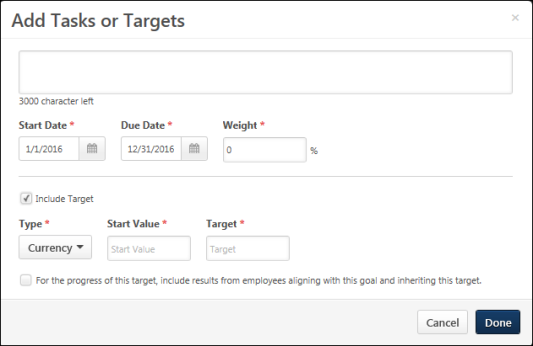 Add Tasks or Targets ×
3000 character left
Start Date * Due Date * Weight *
1/1/2016 12/31/2016 0 %
Include Target
Type * Start Value * Target *
Currency Start Value Target
For the progress of this target, include results from employees aligning with this goal and inheriting this target.
Cancel Done